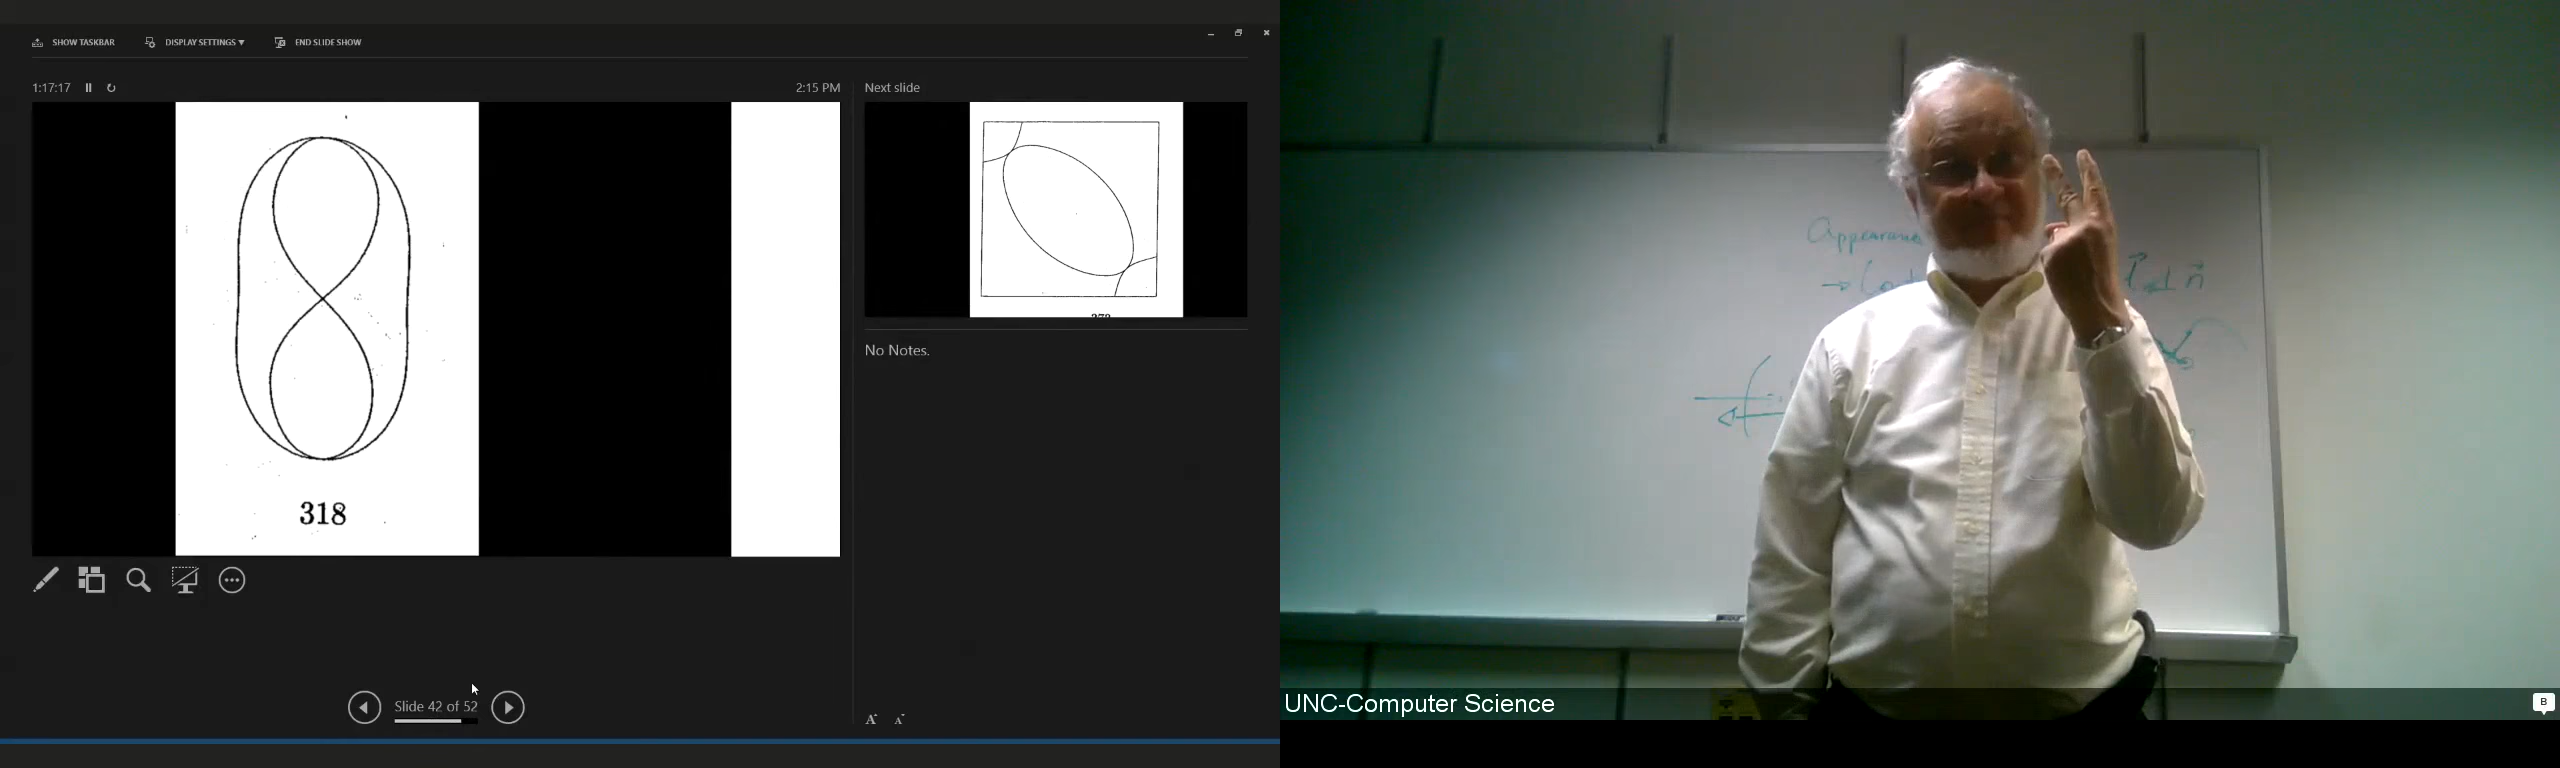 SHOW TASKBAR
DISPLAY SETTINGS ▼
END SLIDE SHOW
1:17:17
2:15 PM
Next slide
318
No Notes.
Slide 42 of 52
A
A
Appearance
UNC-Computer Science
B